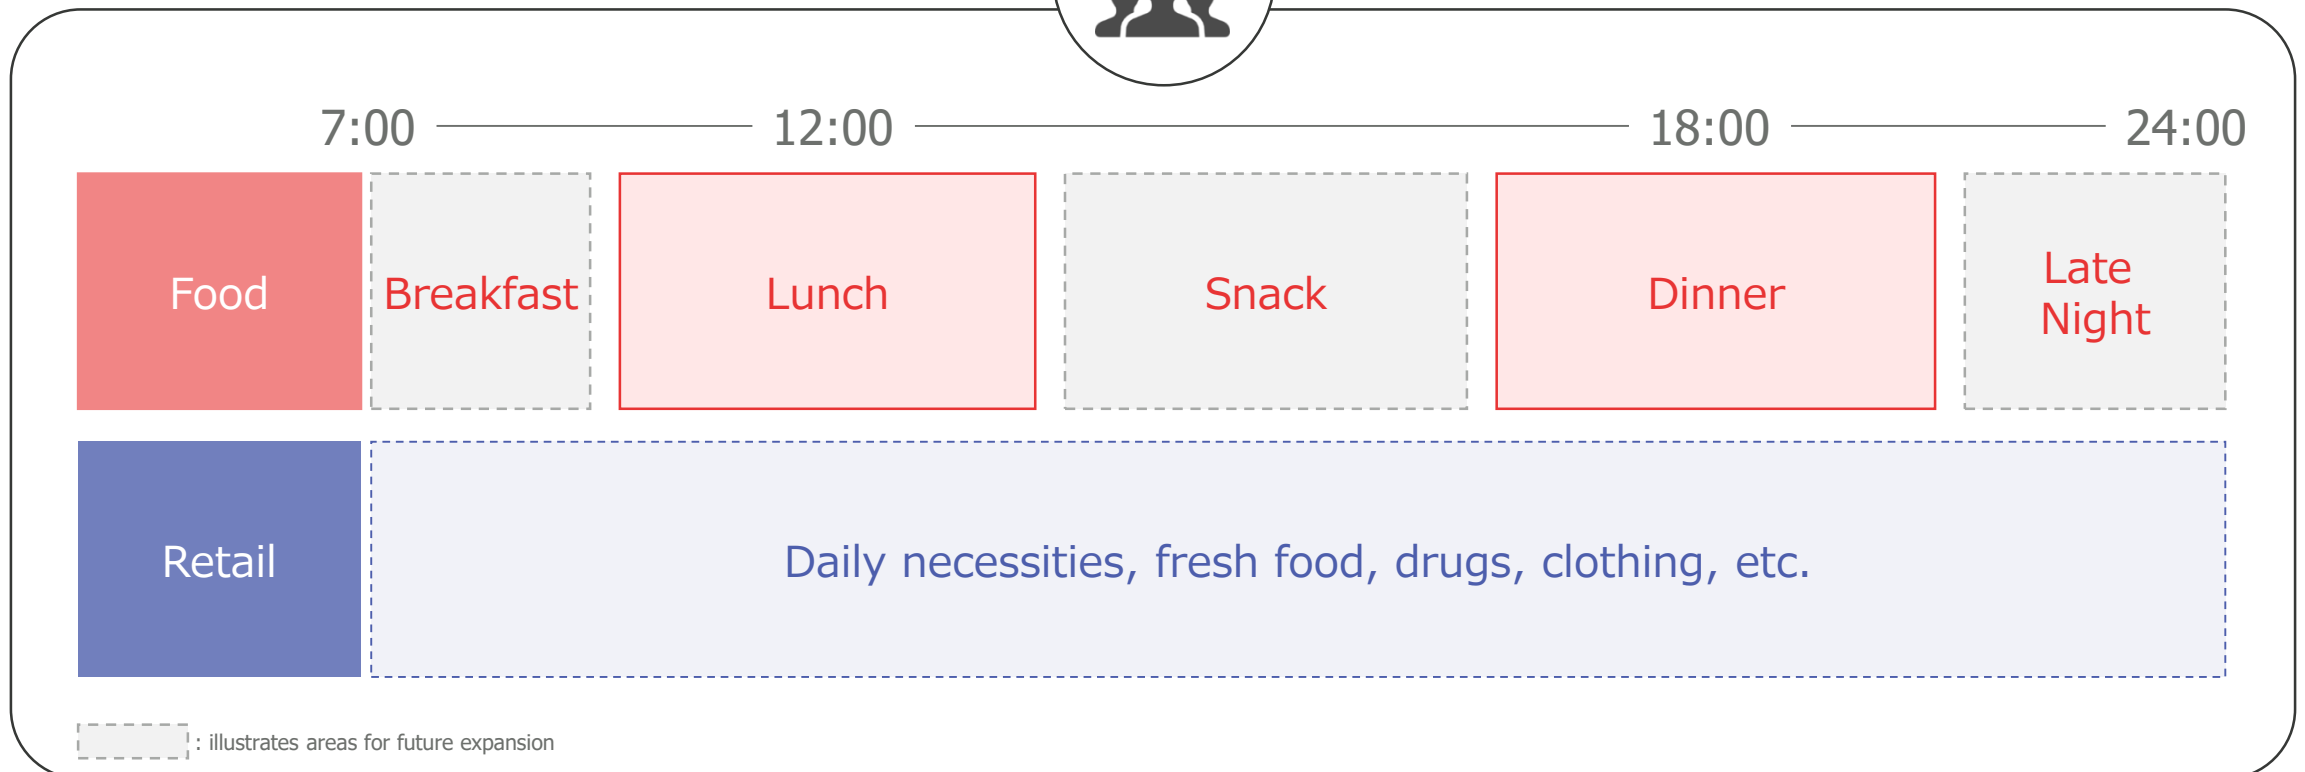 7:00
12:00
18:00
24:00
Food
Breakfast
Lunch
Snack
Dinner
Late
Night
Retail
Daily necessities, fresh food, drugs, clothing, etc.
: illustrates areas for future expansion